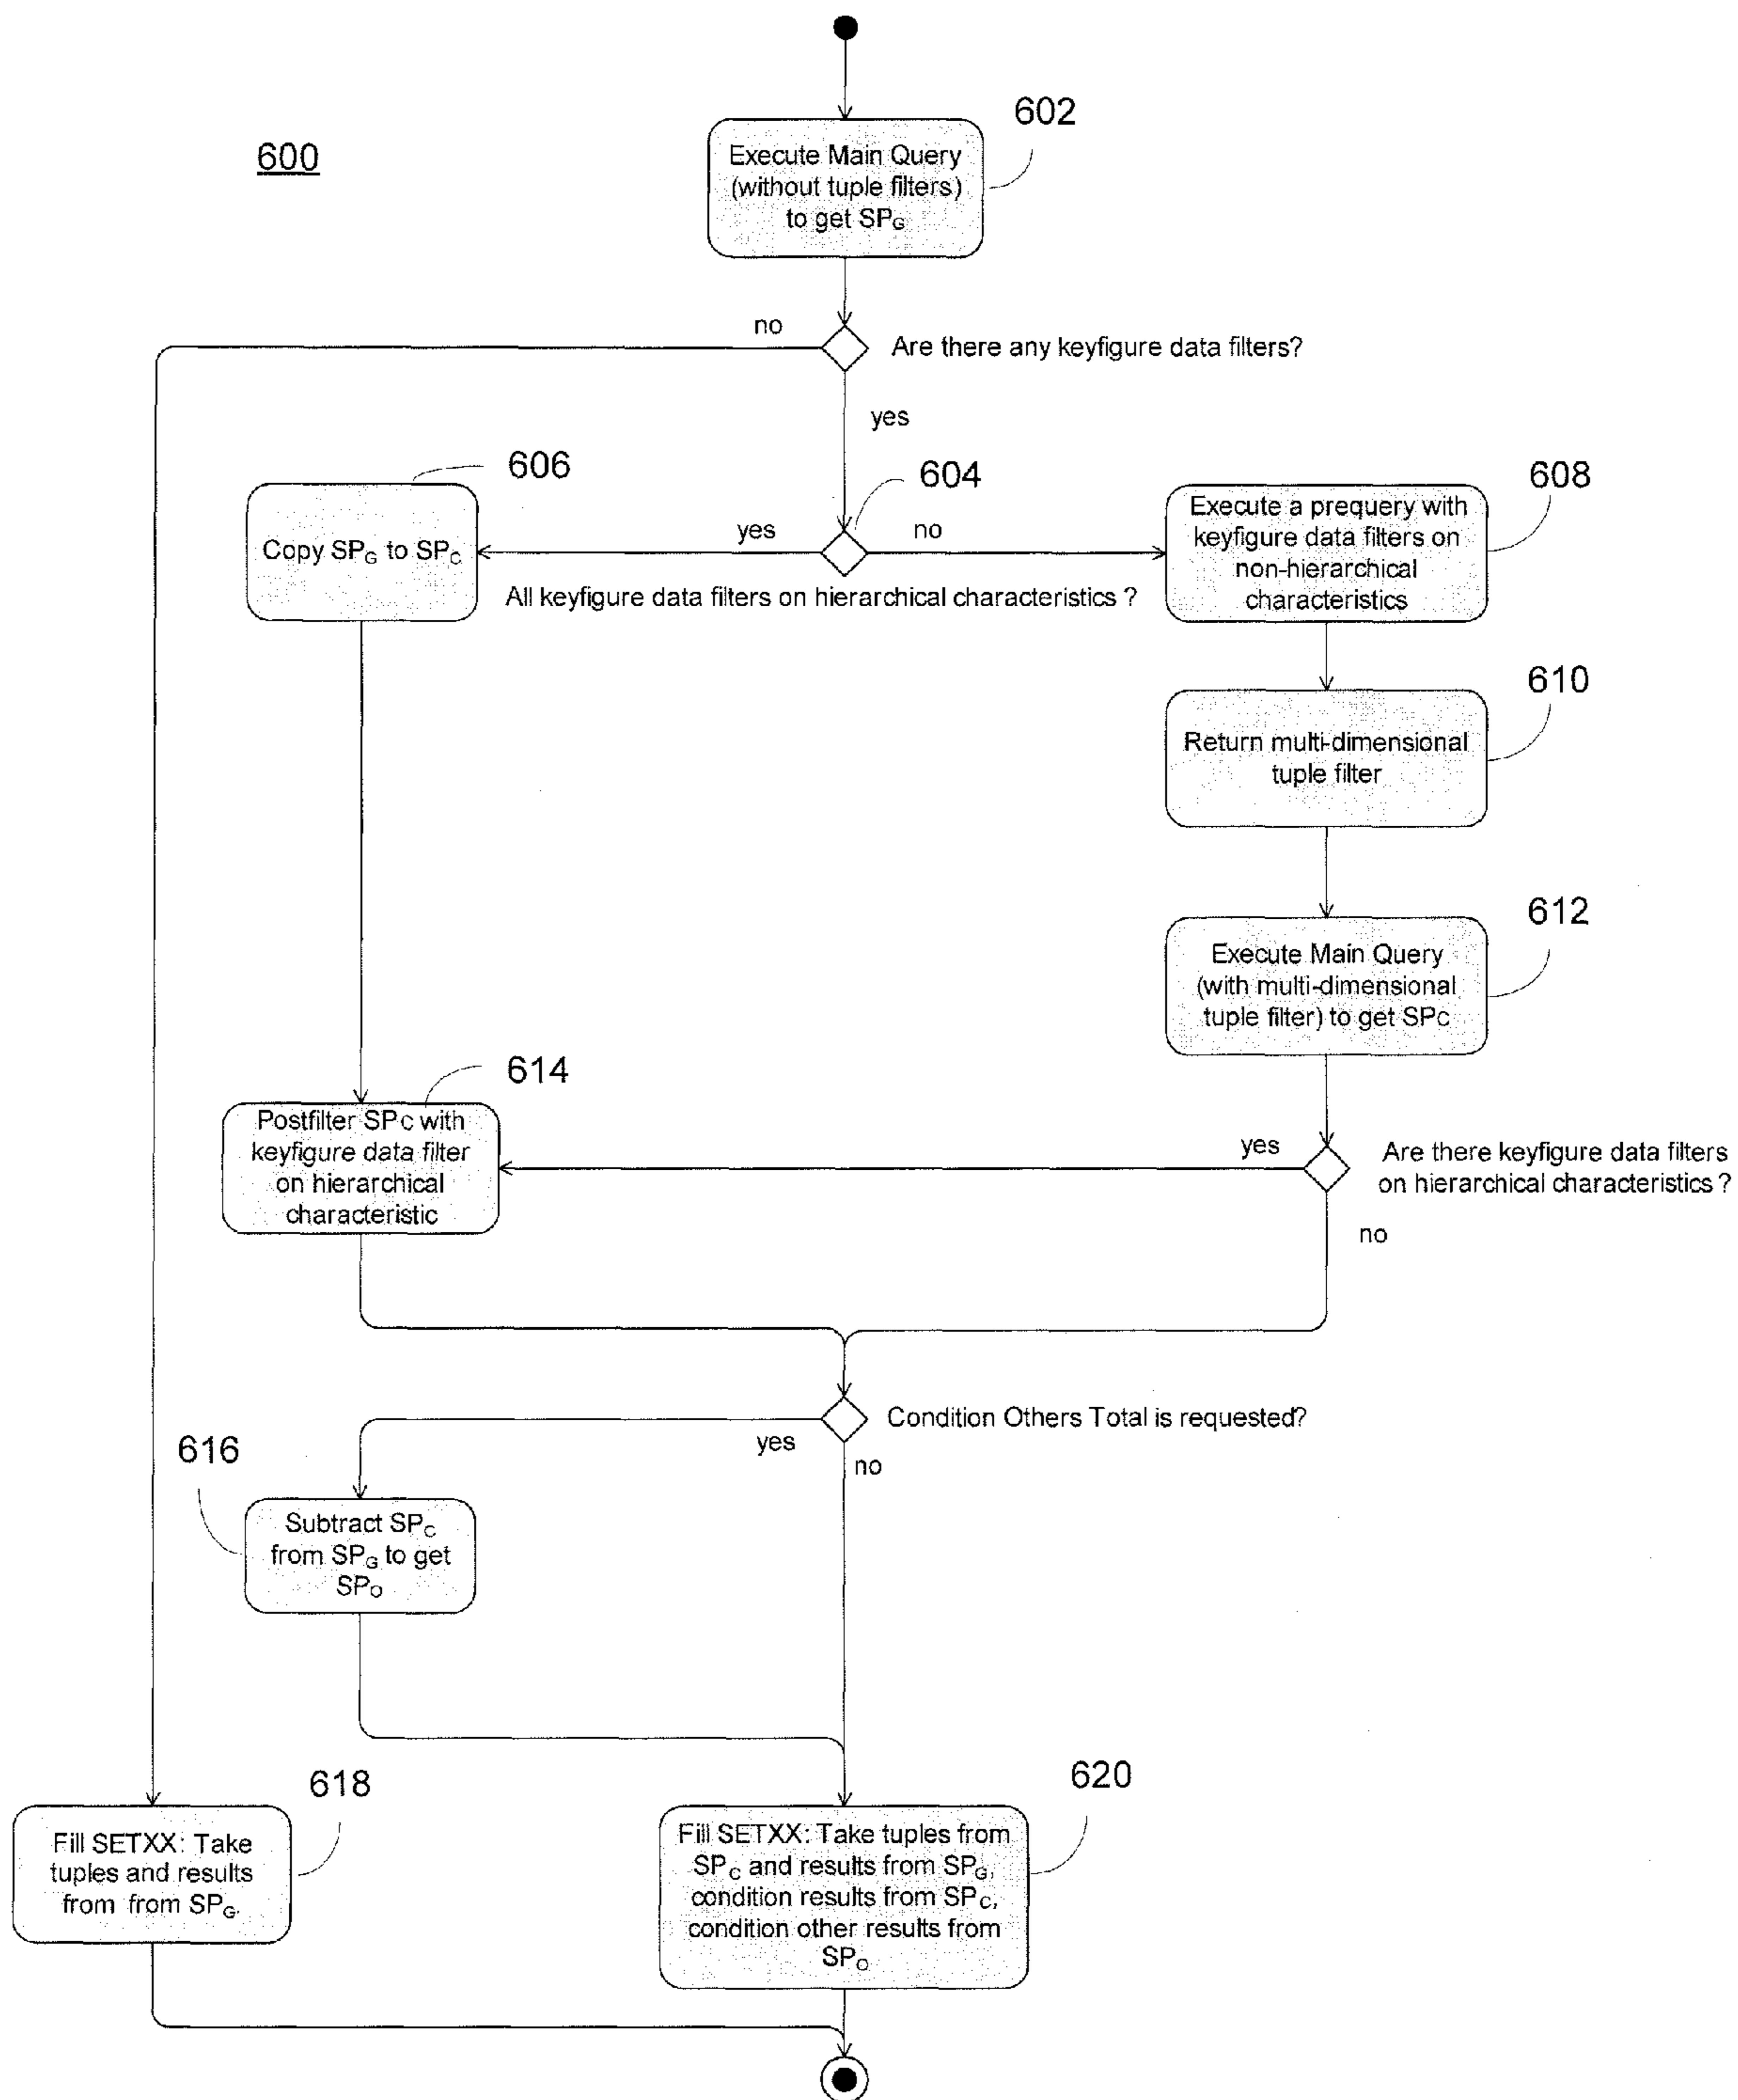 600
602
Execute Main Query
(without tuple filters)
to get SPG
no
Are there any keyfigure data filters?
yes
606
604
608
Copy SPG to SPC
yes
no
Execute a prequery with
keyfigure data filters on
non-hierarchical
characteristics
All keyfigure data filters on hierarchical characteristics ?
610
Return multi-dimensional
tuple filter
612
Execute Main Query
(with multi-dimensional
tuple filter) to get SPC
614
Postfilter SPC with
keyfigure data filter
on hierarchical
characteristic
yes
Are there keyfigure data filters
on hierarchical characteristics ?
no
Condition Others Total is requested?
yes
no
616
Subtract SPC
from SPG to get
SPO
618
Fill SETXX: Take
tuples and results
from from SPG.
620
Fill SETXX: Take tuples from
SPC and results from SPG,
condition results from SPC,
condition other results from
SPO